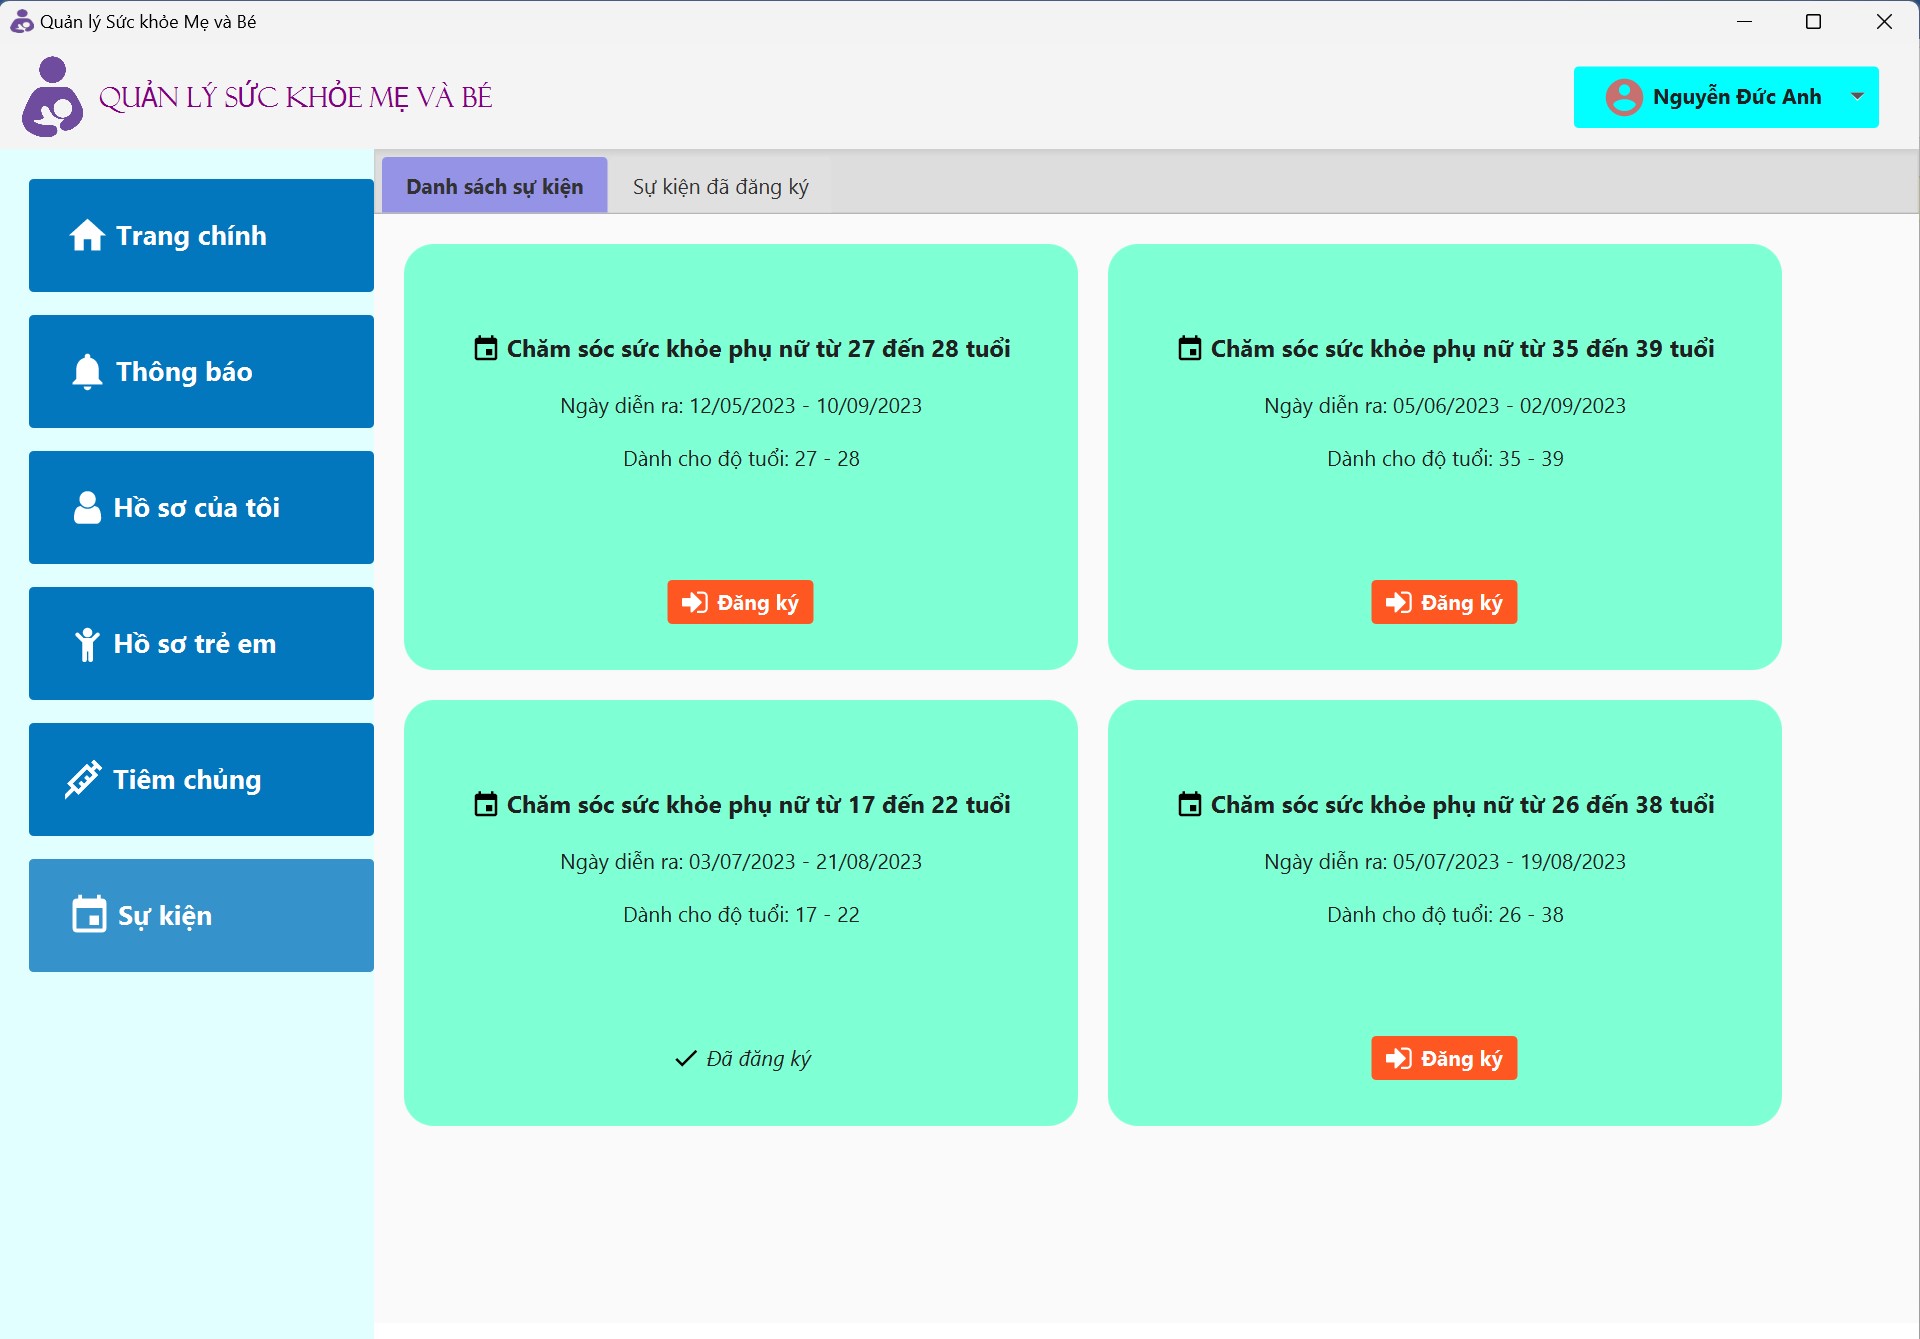 Quản lý Sức khỏe Mẹ và Bé
QUẢN LÝ SỨC KHỎE MẸ VÀ BÉ
Nguyễn Đức Anh
Danh sách sự kiện
Sự kiện đã đăng ký
Trang chính
Thông báo
Hồ sơ của tôi
Hồ sơ trẻ em
Tiêm chủng
Sự kiện
Chăm sóc sức khỏe phụ nữ từ 27 đến 28 tuổi
Ngày diễn ra: 12/05/2023 - 10/09/2023
Dành cho độ tuổi: 27 - 28
Đăng ký
Chăm sóc sức khỏe phụ nữ từ 35 đến 39 tuổi
Ngày diễn ra: 05/06/2023 - 02/09/2023
Dành cho độ tuổi: 35 - 39
Đăng ký
Chăm sóc sức khỏe phụ nữ từ 17 đến 22 tuổi
Ngày diễn ra: 03/07/2023 - 21/08/2023
Dành cho độ tuổi: 17 - 22
Đã đăng ký
Chăm sóc sức khỏe phụ nữ từ 26 đến 38 tuổi
Ngày diễn ra: 05/07/2023 - 19/08/2023
Dành cho độ tuổi: 26 - 38
Đăng ký